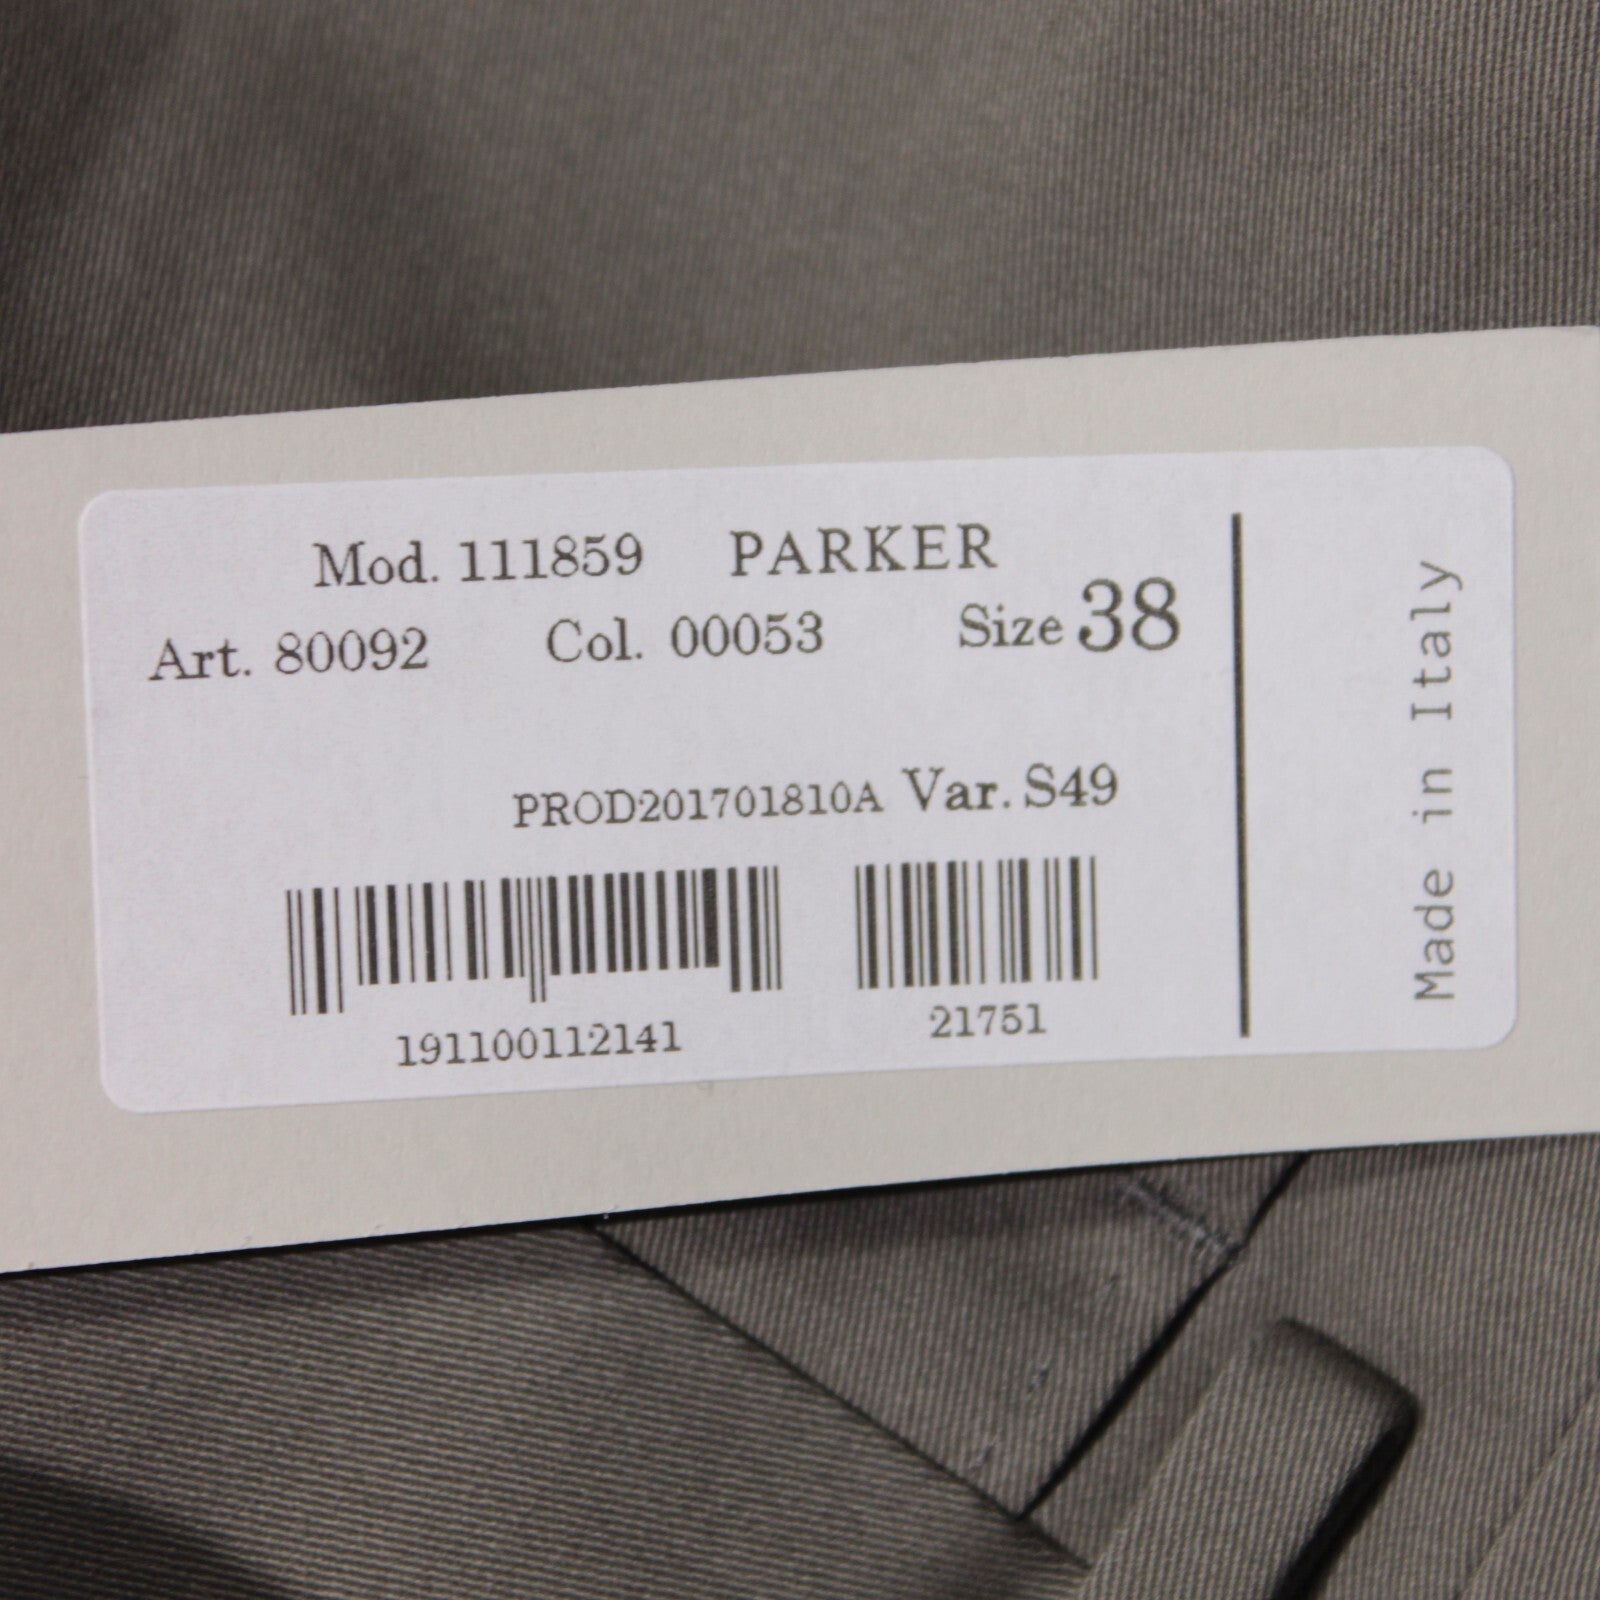 Mod. 111859 PARKER
Art. 80092 Col. 00053 Size 38
PROD201701810A Var. S49
191100112141 21751
Made in Italy